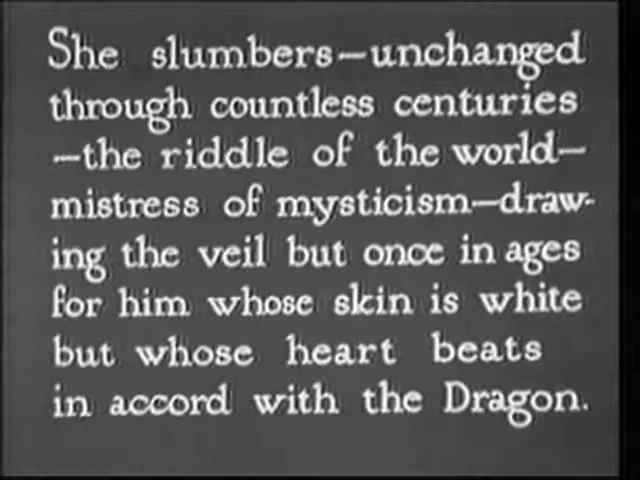 She slumbers—unchanged
through countless centuries
—the riddle of the world—
mistress of mysticism—draw-
ing the veil but once in ages
for him whose skin is white
but whose heart beats
in accord with the Dragon.